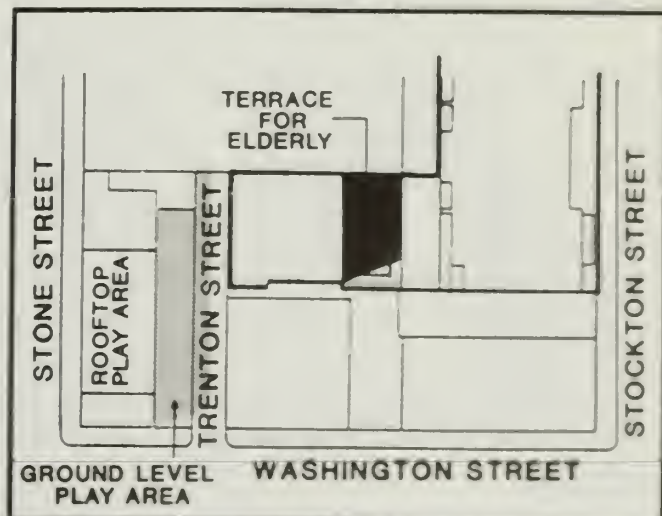 TERRACE
FOR
ELDERLY
STONE STREET
ROOFTOP
PLAY AREA
TRENTON STREET
STOCKTON STREET
GROUND LEVEL
PLAY AREA
WASHINGTON STREET